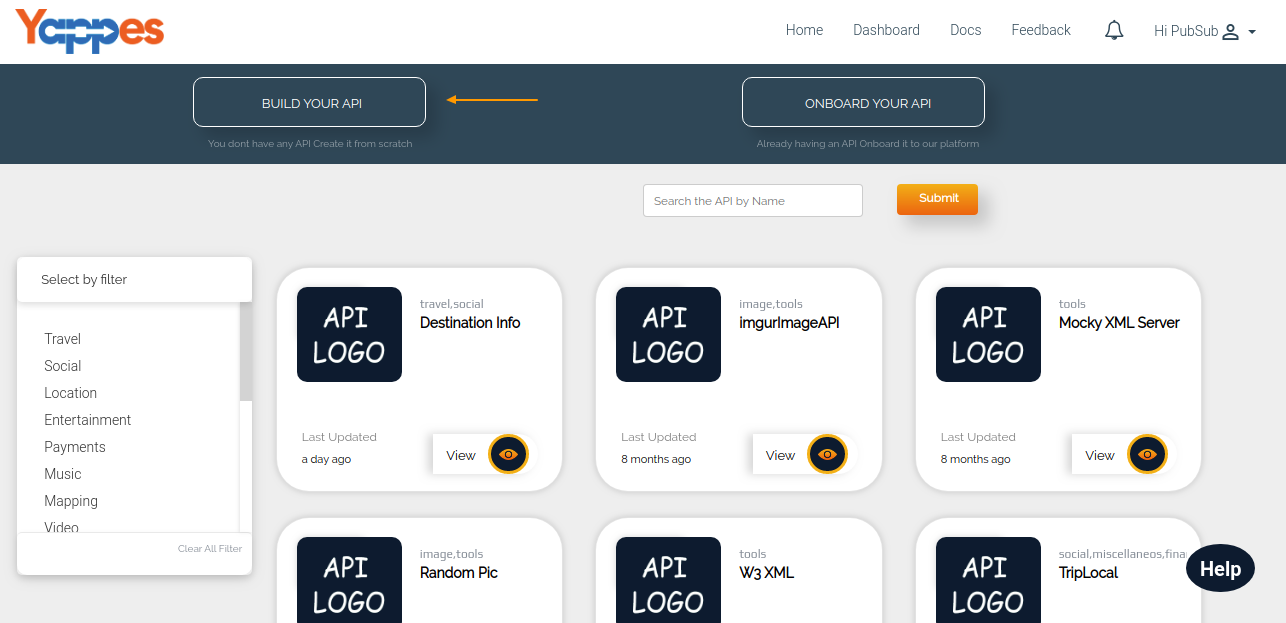 Yappes
Home
Dashboard
Docs
Feedback
Hi PubSub
BUILD YOUR API
ONBOARD YOUR API
You dont have any API Create it from scratch
Already having an API Onboard it to our platform
Search the API by Name
Submit
Select by filter
Travel
Social
Location
Entertainment
Payments
Music
Mapping
Video
Clear All Filter
API
LOGO
travel,social
Destination Info
Last Updated
a day ago
View
API
LOGO
image,tools
imgurImageAPI
Last Updated
8 months ago
View
API
LOGO
tools
Mocky XML Server
Last Updated
8 months ago
View
API
LOGO
image,tools
Random Pic
API
LOGO
tools
W3 XML
API
LOGO
social,miscellaneos,fina
TripLocal
Help